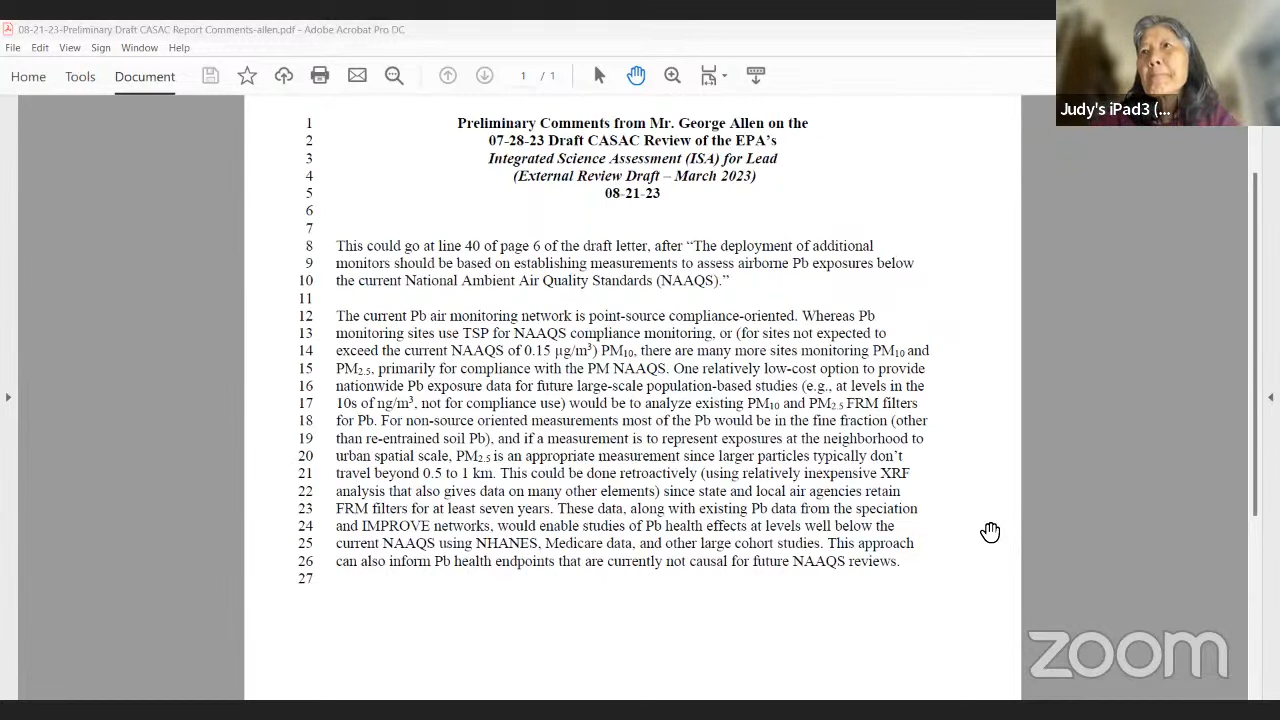 08-21-23-Preliminary Draft CASAC Report Comments-allen.pdf - Adobe Acrobat Pro DC
File Edit View Sign Window Help
Home Tools Document 1 / 1
Judy's iPad3 (...
1 Preliminary Comments from Mr. George Allen on the
2 07-28-23 Draft CASAC Review of the EPA’s
3 Integrated Science Assessment (ISA) for Lead
4 (External Review Draft – March 2023)
5 08-21-23
6
7
8 This could go at line 40 of page 6 of the draft letter, after “The deployment of additional
9 monitors should be based on establishing measurements to assess airborne Pb exposures below
10 the current National Ambient Air Quality Standards (NAAQS).”
11
12 The current Pb air monitoring network is point-source compliance-oriented. Whereas Pb
13 monitoring sites use TSP for NAAQS compliance monitoring, or (for sites not expected to
14 exceed the current NAAQS of 0.15 µg/m³) PM₁₀, there are many more sites monitoring PM₁₀ and
15 PM₂.₅, primarily for compliance with the PM NAAQS. One relatively low-cost option to provide
16 nationwide Pb exposure data for future large-scale population-based studies (e.g., at levels in the
17 10s of ng/m³, not for compliance use) would be to analyze existing PM₁₀ and PM₂.₅ FRM filters
18 for Pb. For non-source oriented measurements most of the Pb would be in the fine fraction (other
19 than re-entrained soil Pb), and if a measurement is to represent exposures at the neighborhood to
20 urban spatial scale, PM₂.₅ is an appropriate measurement since larger particles typically don’t
21 travel beyond 0.5 to 1 km. This could be done retroactively (using relatively inexpensive XRF
22 analysis that also gives data on many other elements) since state and local air agencies retain
23 FRM filters for at least seven years. These data, along with existing Pb data from the speciation
24 and IMPROVE networks, would enable studies of Pb health effects at levels well below the
25 current NAAQS using NHANES, Medicare data, and other large cohort studies. This approach
26 can also inform Pb health endpoints that are currently not causal for future NAAQS reviews.
27
zoom